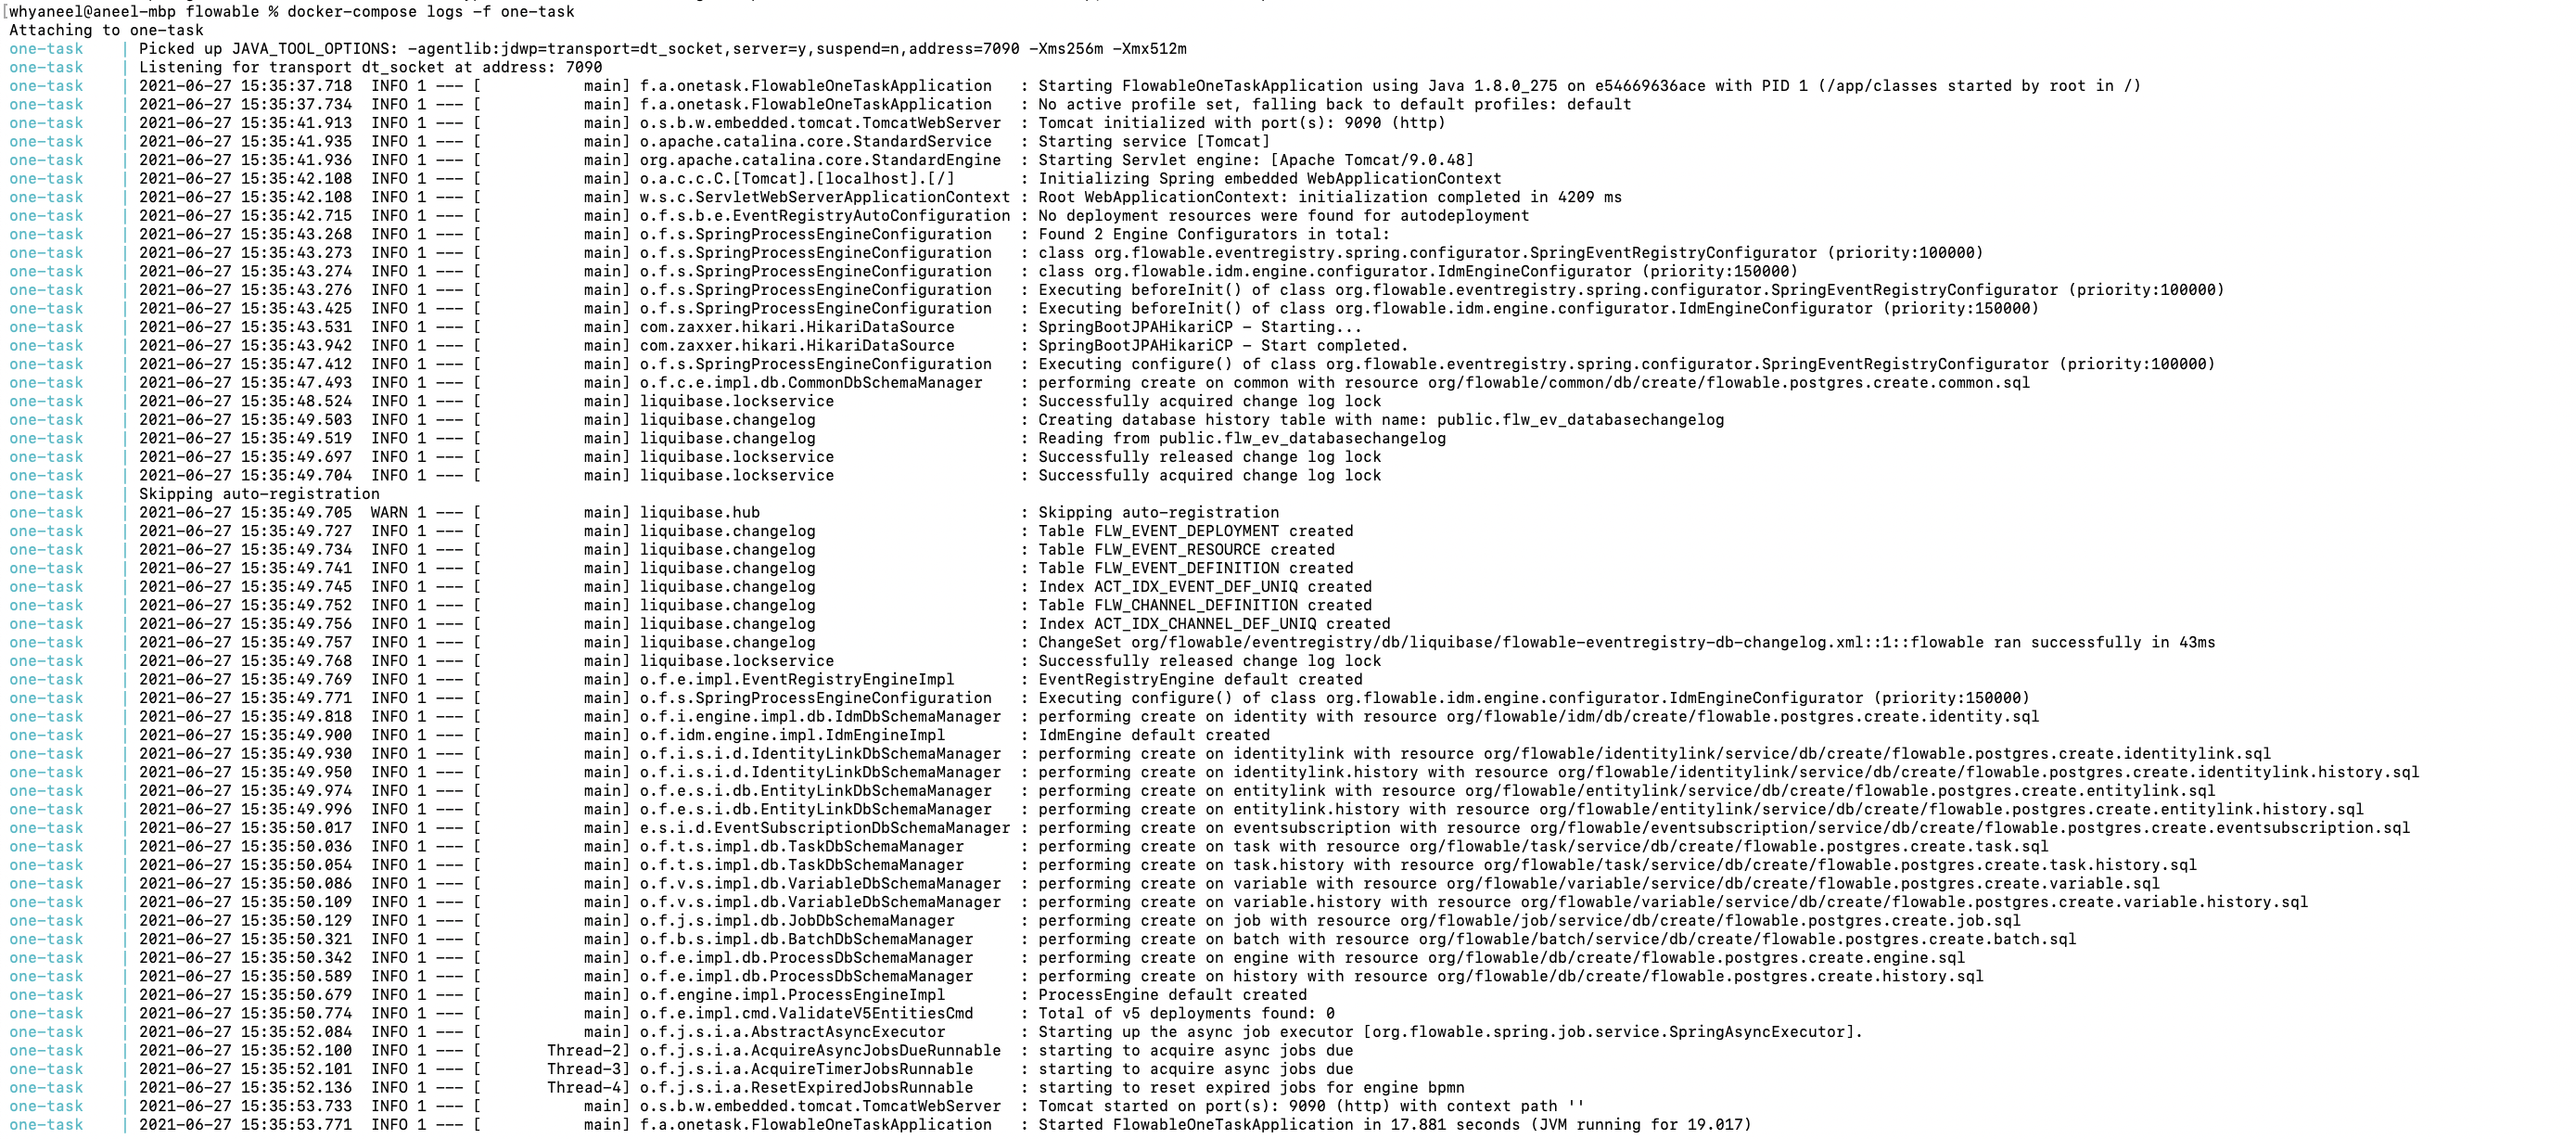 [whyaneel@aneel-mbp flowable % docker-compose logs -f one-task
Attaching to one-task
one-task    | Picked up JAVA_TOOL_OPTIONS: -agentlib:jdwp=transport=dt_socket,server=y,suspend=n,address=7090 -Xms256m -Xmx512m
one-task    | Listening for transport dt_socket at address: 7090
one-task    | 2021-06-27 15:35:37.718  INFO 1 --- [           main] f.a.onetask.FlowableOneTaskApplication   : Starting FlowableOneTaskApplication using Java 1.8.0_275 on e54669636ace with PID 1 (/app/classes started by root in /)
one-task    | 2021-06-27 15:35:37.734  INFO 1 --- [           main] f.a.onetask.FlowableOneTaskApplication   : No active profile set, falling back to default profiles: default
one-task    | 2021-06-27 15:35:41.913  INFO 1 --- [           main] o.s.b.w.embedded.tomcat.TomcatWebServer  : Tomcat initialized with port(s): 9090 (http)
one-task    | 2021-06-27 15:35:41.935  INFO 1 --- [           main] o.apache.catalina.core.StandardService   : Starting service [Tomcat]
one-task    | 2021-06-27 15:35:41.936  INFO 1 --- [           main] org.apache.catalina.core.StandardEngine  : Starting Servlet engine: [Apache Tomcat/9.0.48]
one-task    | 2021-06-27 15:35:42.108  INFO 1 --- [           main] o.a.c.c.C.[Tomcat].[localhost].[/]       : Initializing Spring embedded WebApplicationContext
one-task    | 2021-06-27 15:35:42.108  INFO 1 --- [           main] w.s.c.ServletWebServerApplicationContext : Root WebApplicationContext: initialization completed in 4209 ms
one-task    | 2021-06-27 15:35:42.715  INFO 1 --- [           main] o.f.s.b.e.EventRegistryAutoConfiguration : No deployment resources were found for autodeployment
one-task    | 2021-06-27 15:35:43.268  INFO 1 --- [           main] o.f.s.SpringProcessEngineConfiguration   : Found 2 Engine Configurators in total:
one-task    | 2021-06-27 15:35:43.273  INFO 1 --- [           main] o.f.s.SpringProcessEngineConfiguration   : class org.flowable.eventregistry.spring.configurator.SpringEventRegistryConfigurator (priority:100000)
one-task    | 2021-06-27 15:35:43.274  INFO 1 --- [           main] o.f.s.SpringProcessEngineConfiguration   : class org.flowable.idm.engine.configurator.IdmEngineConfigurator (priority:150000)
one-task    | 2021-06-27 15:35:43.276  INFO 1 --- [           main] o.f.s.SpringProcessEngineConfiguration   : Executing beforeInit() of class org.flowable.eventregistry.spring.configurator.SpringEventRegistryConfigurator (priority:100000)
one-task    | 2021-06-27 15:35:43.425  INFO 1 --- [           main] o.f.s.SpringProcessEngineConfiguration   : Executing beforeInit() of class org.flowable.idm.engine.configurator.IdmEngineConfigurator (priority:150000)
one-task    | 2021-06-27 15:35:43.531  INFO 1 --- [           main] com.zaxxer.hikari.HikariDataSource       : SpringBootJPAHikariCP - Starting...
one-task    | 2021-06-27 15:35:43.942  INFO 1 --- [           main] com.zaxxer.hikari.HikariDataSource       : SpringBootJPAHikariCP - Start completed.
one-task    | 2021-06-27 15:35:47.412  INFO 1 --- [           main] o.f.s.SpringProcessEngineConfiguration   : Executing configure() of class org.flowable.eventregistry.spring.configurator.SpringEventRegistryConfigurator (priority:100000)
one-task    | 2021-06-27 15:35:47.493  INFO 1 --- [           main] o.f.c.e.impl.db.CommonDbSchemaManager    : performing create on common with resource org/flowable/common/db/create/flowable.postgres.create.common.sql
one-task    | 2021-06-27 15:35:48.524  INFO 1 --- [           main] liquibase.lockservice                    : Successfully acquired change log lock
one-task    | 2021-06-27 15:35:49.503  INFO 1 --- [           main] liquibase.changelog                      : Creating database history table with name: public.flw_ev_databasechangelog
one-task    | 2021-06-27 15:35:49.519  INFO 1 --- [           main] liquibase.changelog                      : Reading from public.flw_ev_databasechangelog
one-task    | 2021-06-27 15:35:49.697  INFO 1 --- [           main] liquibase.lockservice                    : Successfully released change log lock
one-task    | 2021-06-27 15:35:49.704  INFO 1 --- [           main] liquibase.lockservice                    : Successfully acquired change log lock
one-task    | Skipping auto-registration
one-task    | 2021-06-27 15:35:49.705  WARN 1 --- [           main] liquibase.hub                            : Skipping auto-registration
one-task    | 2021-06-27 15:35:49.727  INFO 1 --- [           main] liquibase.changelog                      : Table FLW_EVENT_DEPLOYMENT created
one-task    | 2021-06-27 15:35:49.734  INFO 1 --- [           main] liquibase.changelog                      : Table FLW_EVENT_RESOURCE created
one-task    | 2021-06-27 15:35:49.741  INFO 1 --- [           main] liquibase.changelog                      : Table FLW_EVENT_DEFINITION created
one-task    | 2021-06-27 15:35:49.745  INFO 1 --- [           main] liquibase.changelog                      : Index ACT_IDX_EVENT_DEF_UNIQ created
one-task    | 2021-06-27 15:35:49.752  INFO 1 --- [           main] liquibase.changelog                      : Table FLW_CHANNEL_DEFINITION created
one-task    | 2021-06-27 15:35:49.756  INFO 1 --- [           main] liquibase.changelog                      : Index ACT_IDX_CHANNEL_DEF_UNIQ created
one-task    | 2021-06-27 15:35:49.757  INFO 1 --- [           main] liquibase.changelog                      : ChangeSet org/flowable/eventregistry/db/liquibase/flowable-eventregistry-db-changelog.xml::1::flowable ran successfully in 43ms
one-task    | 2021-06-27 15:35:49.768  INFO 1 --- [           main] liquibase.lockservice                    : Successfully released change log lock
one-task    | 2021-06-27 15:35:49.769  INFO 1 --- [           main] o.f.e.impl.EventRegistryEngineImpl       : EventRegistryEngine default created
one-task    | 2021-06-27 15:35:49.771  INFO 1 --- [           main] o.f.s.SpringProcessEngineConfiguration   : Executing configure() of class org.flowable.idm.engine.configurator.IdmEngineConfigurator (priority:150000)
one-task    | 2021-06-27 15:35:49.818  INFO 1 --- [           main] o.f.i.engine.impl.db.IdmDbSchemaManager  : performing create on identity with resource org/flowable/idm/db/create/flowable.postgres.create.identity.sql
one-task    | 2021-06-27 15:35:49.900  INFO 1 --- [           main] o.f.idm.engine.impl.IdmEngineImpl        : IdmEngine default created
one-task    | 2021-06-27 15:35:49.930  INFO 1 --- [           main] o.f.i.s.i.d.IdentityLinkDbSchemaManager  : performing create on identitylink with resource org/flowable/identitylink/service/db/create/flowable.postgres.create.identitylink.sql
one-task    | 2021-06-27 15:35:49.950  INFO 1 --- [           main] o.f.i.s.i.d.IdentityLinkDbSchemaManager  : performing create on identitylink.history with resource org/flowable/identitylink/service/db/create/flowable.postgres.create.identitylink.history.sql
one-task    | 2021-06-27 15:35:49.974  INFO 1 --- [           main] o.f.e.s.i.db.EntityLinkDbSchemaManager   : performing create on entitylink with resource org/flowable/entitylink/service/db/create/flowable.postgres.create.entitylink.sql
one-task    | 2021-06-27 15:35:49.996  INFO 1 --- [           main] o.f.e.s.i.db.EntityLinkDbSchemaManager   : performing create on entitylink.history with resource org/flowable/entitylink/service/db/create/flowable.postgres.create.entitylink.history.sql
one-task    | 2021-06-27 15:35:50.017  INFO 1 --- [           main] e.s.i.d.EventSubscriptionDbSchemaManager : performing create on eventsubscription with resource org/flowable/eventsubscription/service/db/create/flowable.postgres.create.eventsubscription.sql
one-task    | 2021-06-27 15:35:50.036  INFO 1 --- [           main] o.f.t.s.impl.db.TaskDbSchemaManager      : performing create on task with resource org/flowable/task/service/db/create/flowable.postgres.create.task.sql
one-task    | 2021-06-27 15:35:50.054  INFO 1 --- [           main] o.f.t.s.impl.db.TaskDbSchemaManager      : performing create on task.history with resource org/flowable/task/service/db/create/flowable.postgres.create.task.history.sql
one-task    | 2021-06-27 15:35:50.086  INFO 1 --- [           main] o.f.v.s.impl.db.VariableDbSchemaManager  : performing create on variable with resource org/flowable/variable/service/db/create/flowable.postgres.create.variable.sql
one-task    | 2021-06-27 15:35:50.109  INFO 1 --- [           main] o.f.v.s.impl.db.VariableDbSchemaManager  : performing create on variable.history with resource org/flowable/variable/service/db/create/flowable.postgres.create.variable.history.sql
one-task    | 2021-06-27 15:35:50.129  INFO 1 --- [           main] o.f.j.s.impl.db.JobDbSchemaManager       : performing create on job with resource org/flowable/job/service/db/create/flowable.postgres.create.job.sql
one-task    | 2021-06-27 15:35:50.321  INFO 1 --- [           main] o.f.b.s.impl.db.BatchDbSchemaManager     : performing create on batch with resource org/flowable/batch/service/db/create/flowable.postgres.create.batch.sql
one-task    | 2021-06-27 15:35:50.342  INFO 1 --- [           main] o.f.e.impl.db.ProcessDbSchemaManager     : performing create on engine with resource org/flowable/db/create/flowable.postgres.create.engine.sql
one-task    | 2021-06-27 15:35:50.589  INFO 1 --- [           main] o.f.e.impl.db.ProcessDbSchemaManager     : performing create on history with resource org/flowable/db/create/flowable.postgres.create.history.sql
one-task    | 2021-06-27 15:35:50.679  INFO 1 --- [           main] o.f.engine.impl.ProcessEngineImpl        : ProcessEngine default created
one-task    | 2021-06-27 15:35:50.774  INFO 1 --- [           main] o.f.e.impl.cmd.ValidateV5EntitiesCmd     : Total of v5 deployments found: 0
one-task    | 2021-06-27 15:35:52.084  INFO 1 --- [           main] o.f.j.s.i.a.AbstractAsyncExecutor        : Starting up the async job executor [org.flowable.spring.job.service.SpringAsyncExecutor].
one-task    | 2021-06-27 15:35:52.100  INFO 1 --- [       Thread-2] o.f.j.s.i.a.AcquireAsyncJobsDueRunnable  : starting to acquire async jobs due
one-task    | 2021-06-27 15:35:52.101  INFO 1 --- [       Thread-3] o.f.j.s.i.a.AcquireTimerJobsRunnable     : starting to acquire async jobs due
one-task    | 2021-06-27 15:35:52.136  INFO 1 --- [       Thread-4] o.f.j.s.i.a.ResetExpiredJobsRunnable     : starting to reset expired jobs for engine bpmn
one-task    | 2021-06-27 15:35:53.733  INFO 1 --- [           main] o.s.b.w.embedded.tomcat.TomcatWebServer  : Tomcat started on port(s): 9090 (http) with context path ''
one-task    | 2021-06-27 15:35:53.771  INFO 1 --- [           main] f.a.onetask.FlowableOneTaskApplication   : Started FlowableOneTaskApplication in 17.881 seconds (JVM running for 19.017)